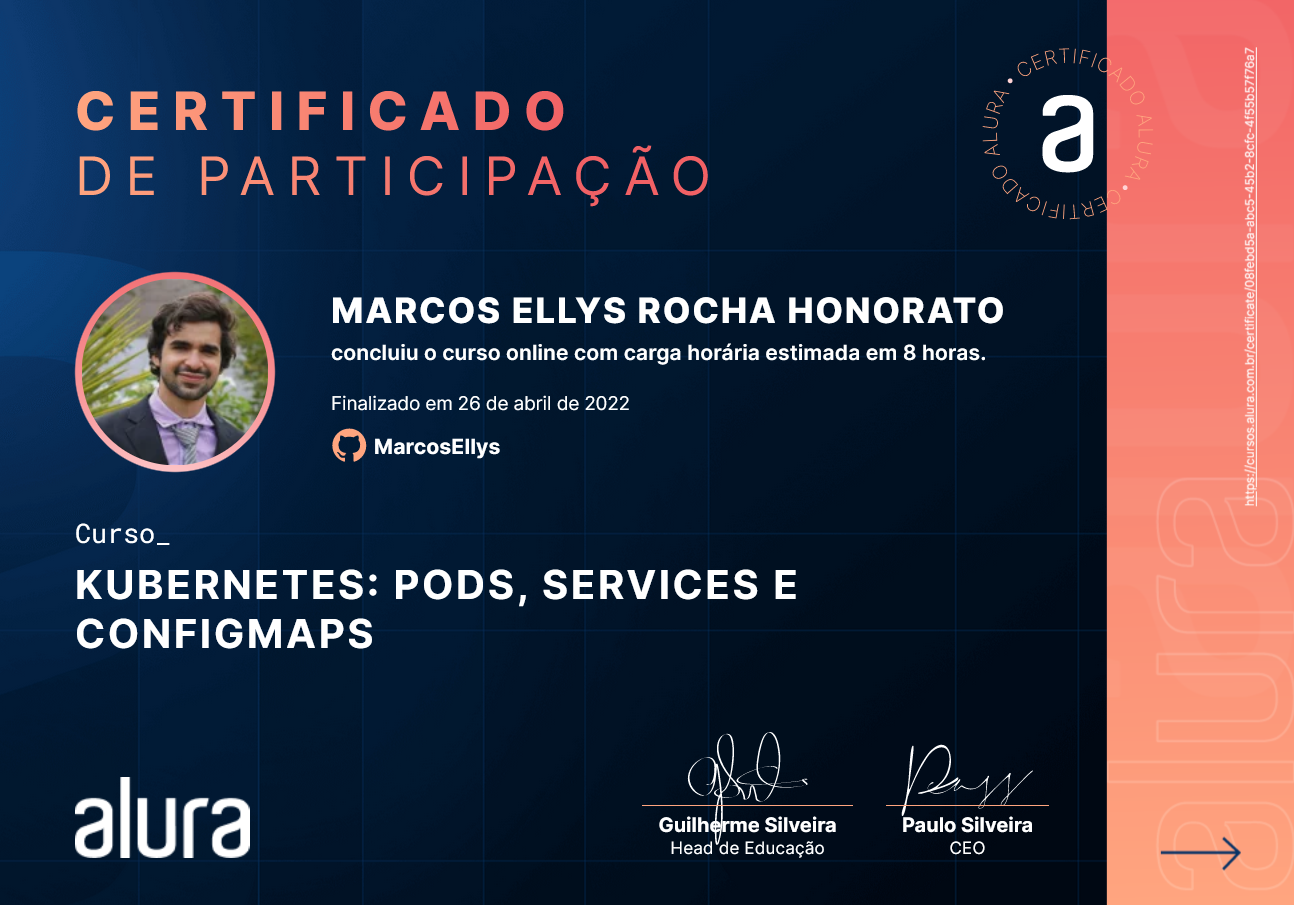 CERTIFICADO
DE PARTICIPAÇÃO
CERTIFICADO ALURA • CERTIFICADO ALURA •
a
https://cursos.alura.com.br/certificate/08febd5a-abc5-45b2-8cfc-4f55b57f76a7
MARCOS ELLYS ROCHA HONORATO
concluiu o curso online com carga horária estimada em 8 horas.
Finalizado em 26 de abril de 2022
MarcosEllys
Curso_
KUBERNETES: PODS, SERVICES E
CONFIGMAPS
alura
Guilherme Silveira
Head de Educação
Paulo Silveira
CEO
alura